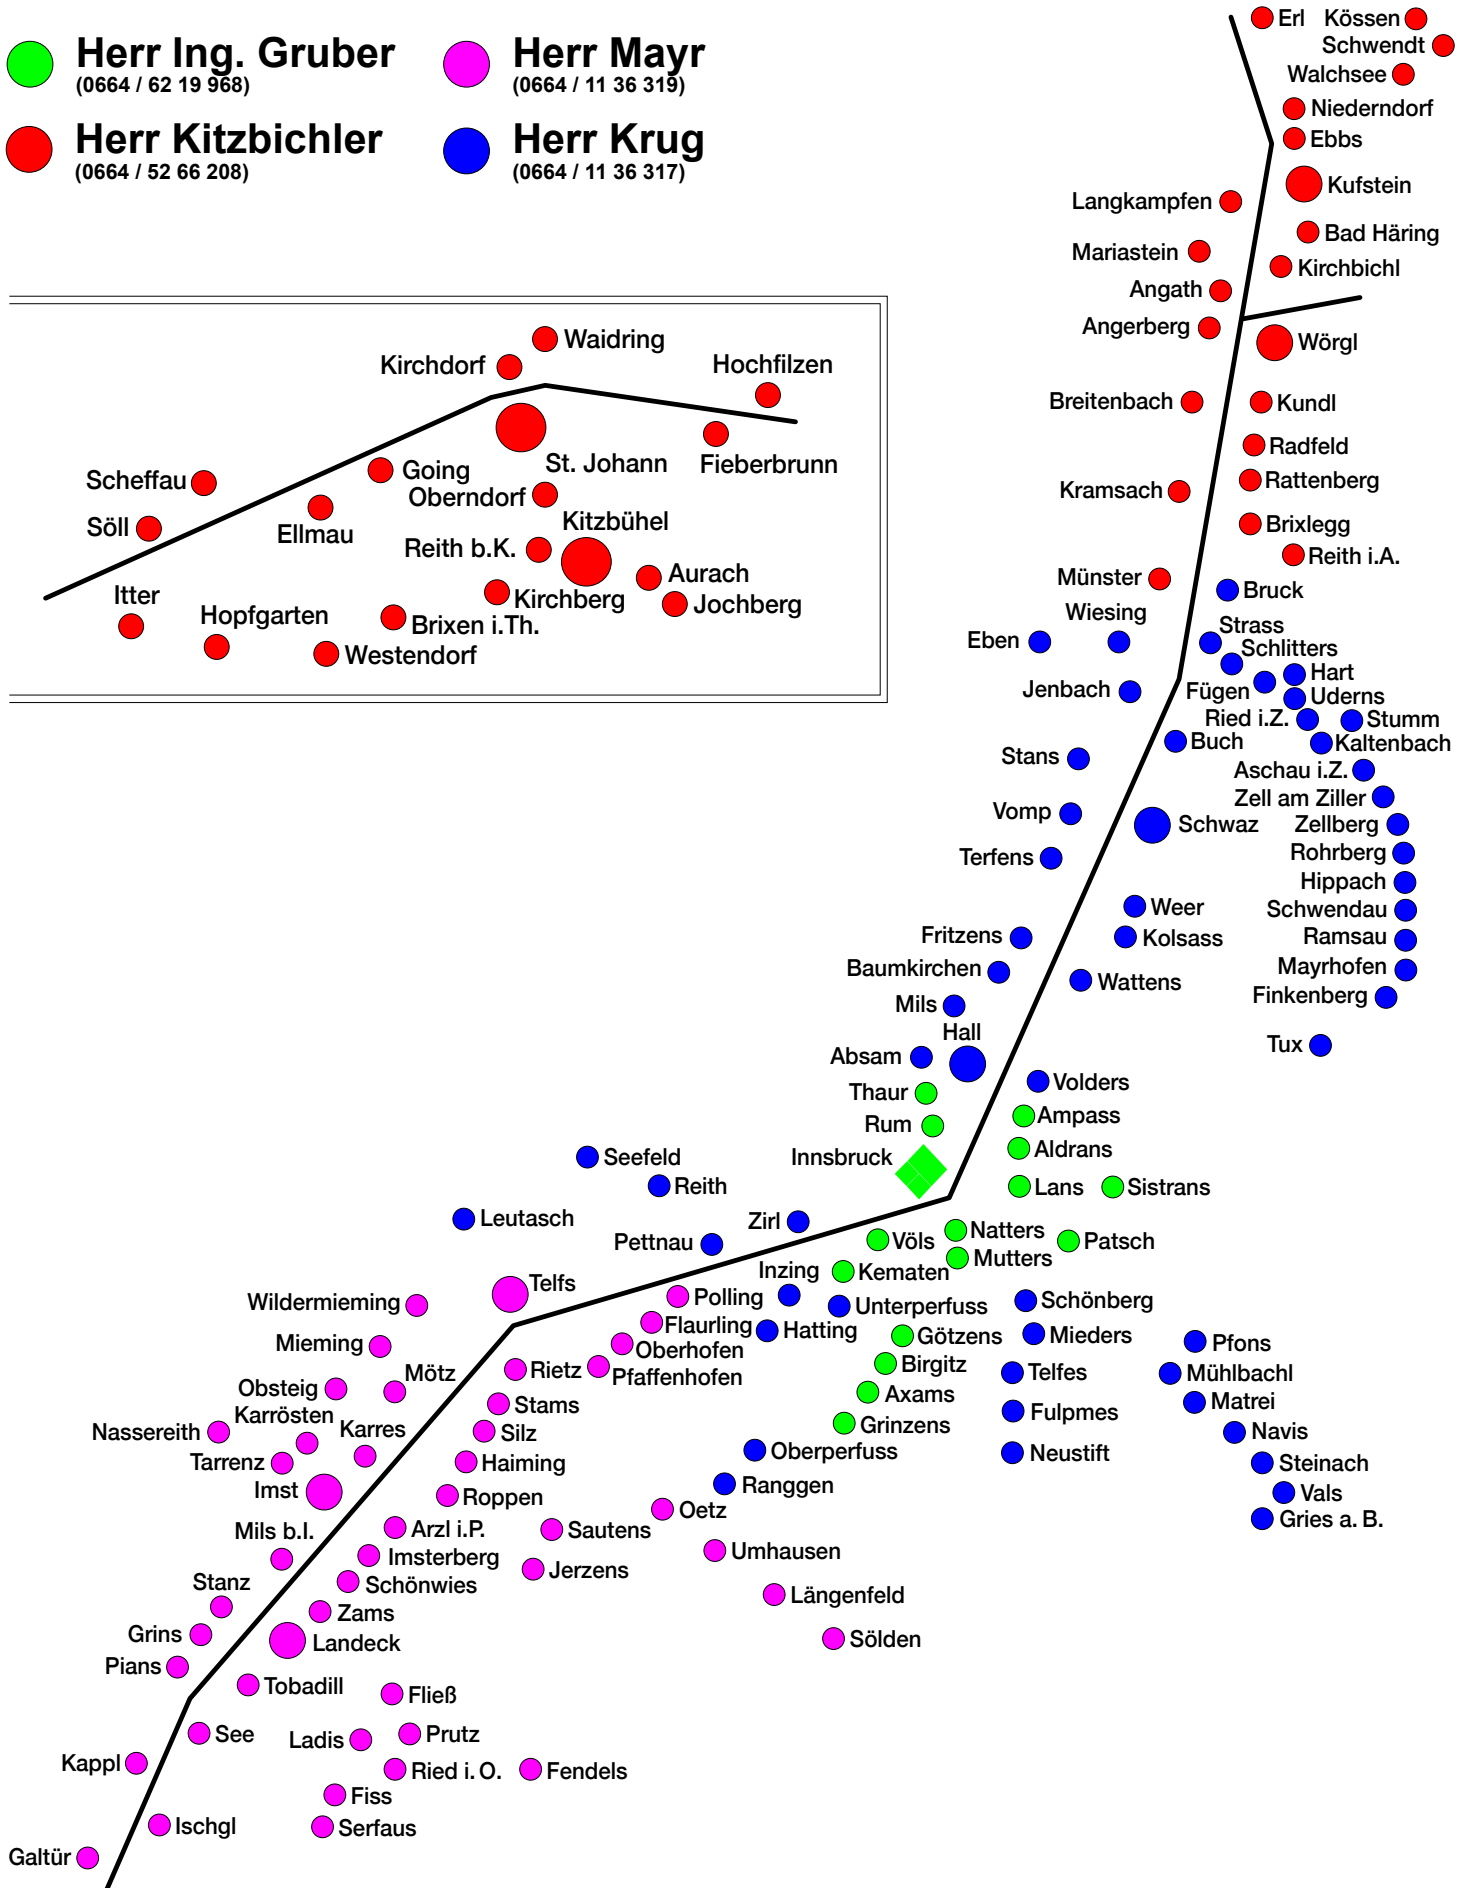 Herr Ing. Gruber
(0664 / 62 19 968)
Herr Mayr
(0664 / 11 36 319)
Herr Kitzbichler
(0664 / 52 66 208)
Herr Krug
(0664 / 11 36 317)
Erl
Kössen
Schwendt
Walchsee
Niederndorf
Ebbs
Kufstein
Langkampfen
Bad Häring
Mariastein
Kirchbichl
Angath
Angerberg
Wörgl
Breitenbach
Kundl
Radfeld
Rattenberg
Kramsach
Brixlegg
Reith i.A.
Münster
Waidring
Kirchdorf
Hochfilzen
St. Johann
Fieberbrunn
Going
Scheffau
Oberndorf
Söll
Ellmau
Kitzbühel
Reith b.K.
Aurach
Itter
Kirchberg
Jochberg
Hopfgarten
Brixen i.Th.
Westendorf
Bruck
Wiesing
Eben
Strass
Schlitters
Hart
Jenbach
Fügen
Uderns
Ried i.Z.
Stumm
Buch
Kaltenbach
Stans
Aschau i.Z.
Zell am Ziller
Vomp
Schwaz
Zellberg
Terfens
Rohrberg
Hippach
Weer
Schwendau
Fritzens
Kolsass
Ramsau
Baumkirchen
Mayrhofen
Wattens
Finkenberg
Mils
Hall
Tux
Absam
Volders
Thaur
Ampass
Rum
Aldrans
Innsbruck
Lans
Sistrans
Seefeld
Reith
Leutasch
Zirl
Pettnau
Völs
Natters
Patsch
Mutters
Inzing
Kematen
Telfs
Wildermieming
Polling
Unterperfuss
Schönberg
Flaurling
Hatting
Götzens
Mieders
Pfons
Mieming
Oberhofen
Birgitz
Telfes
Mühlbachl
Mötz
Rietz
Pfaffenhofen
Obsteig
Axams
Matrei
Karrösten
Stams
Fulpmes
Nassereith
Karres
Silz
Grinzens
Navis
Tarrenz
Haiming
Oberperfuss
Neustift
Steinach
Imst
Roppen
Ranggen
Vals
Oetz
Gries a. B.
Mils b.I.
Arzl i.P.
Sautens
Imsterberg
Umhausen
Jerzens
Stanz
Schönwies
Längenfeld
Zams
Grins
Landeck
Sölden
Pians
Tobadill
Fließ
See
Ladis
Prutz
Kappl
Ried i. O.
Fendels
Fiss
Ischgl
Serfaus
Galtür